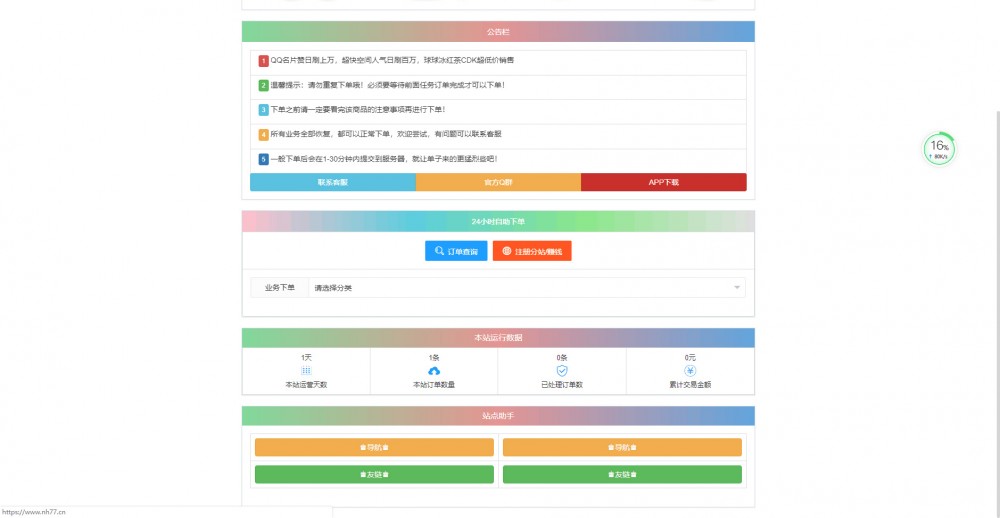 公告栏
1 QQ名片赞日刷上万，超快空间人气日刷百万，球球冰红茶CDK超低价销售
2 温馨提示：请勿重复下单哦！必须要等待前面任务订单完成才可以下单！
3 下单之前请一定要看完该商品的注意事项再进行下单！
4 所有业务全部恢复，都可以正常下单，欢迎尝试，有问题可以联系客服
5 一般下单后会在1-30分钟内提交到服务器，就让单子来的更猛烈些吧！
联系客服 官方Q群 APP下载
16%
80K/s
24小时自助下单
订单查询 注册分站/赚钱
业务下单 请选择分类
本站运行数据
1天 1条 0条 0元
本站运营天数 本站订单数量 已处理订单数 累计交易金额
站点助手
导航 导航
友链 友链
https://www.nh77.cn